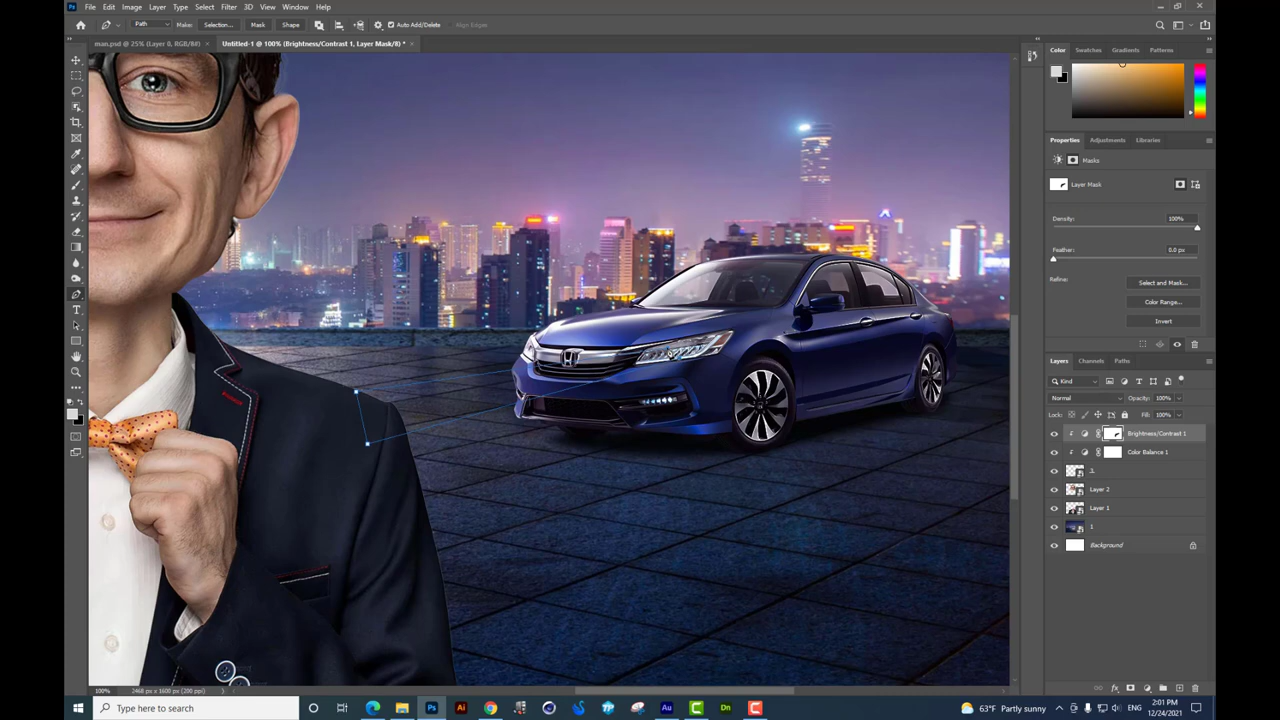 File Edit Image Layer Type Select Filter 3D View Window Help
Path Make: Selection... Mask Shape Auto Add/Delete Align Edges
man.psd @ 25% (Layer 0, RGB/8#) × Untitled-1 @ 100% (Brightness/Contrast 1, Layer Mask/8) * ×
Color Swatches Gradients Patterns
Properties Adjustments Libraries
Masks
Layer Mask
Density: 100%
Feather: 0.0 px
Refine: Select and Mask...
Color Range...
Invert
Layers Channels Paths
Kind
Normal Opacity: 100%
Lock: Fill: 100%
Brightness/Contrast 1
Color Balance 1
Layer 2
Layer 1
1
Background
100% 3468 px x 1600 px (200 ppi)
Type here to search
63°F Partly sunny ENG 2:01 PM
12/24/2021